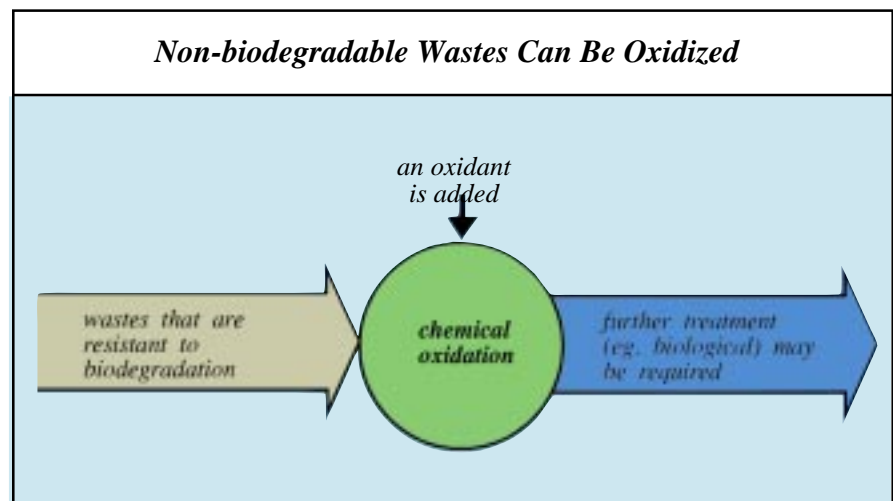 Non-biodegradable Wastes Can Be Oxidized
an oxidant
is added
wastes that are
resistant to
biodegradation
chemical
oxidation
further treatment
(eg. biological) may
be required